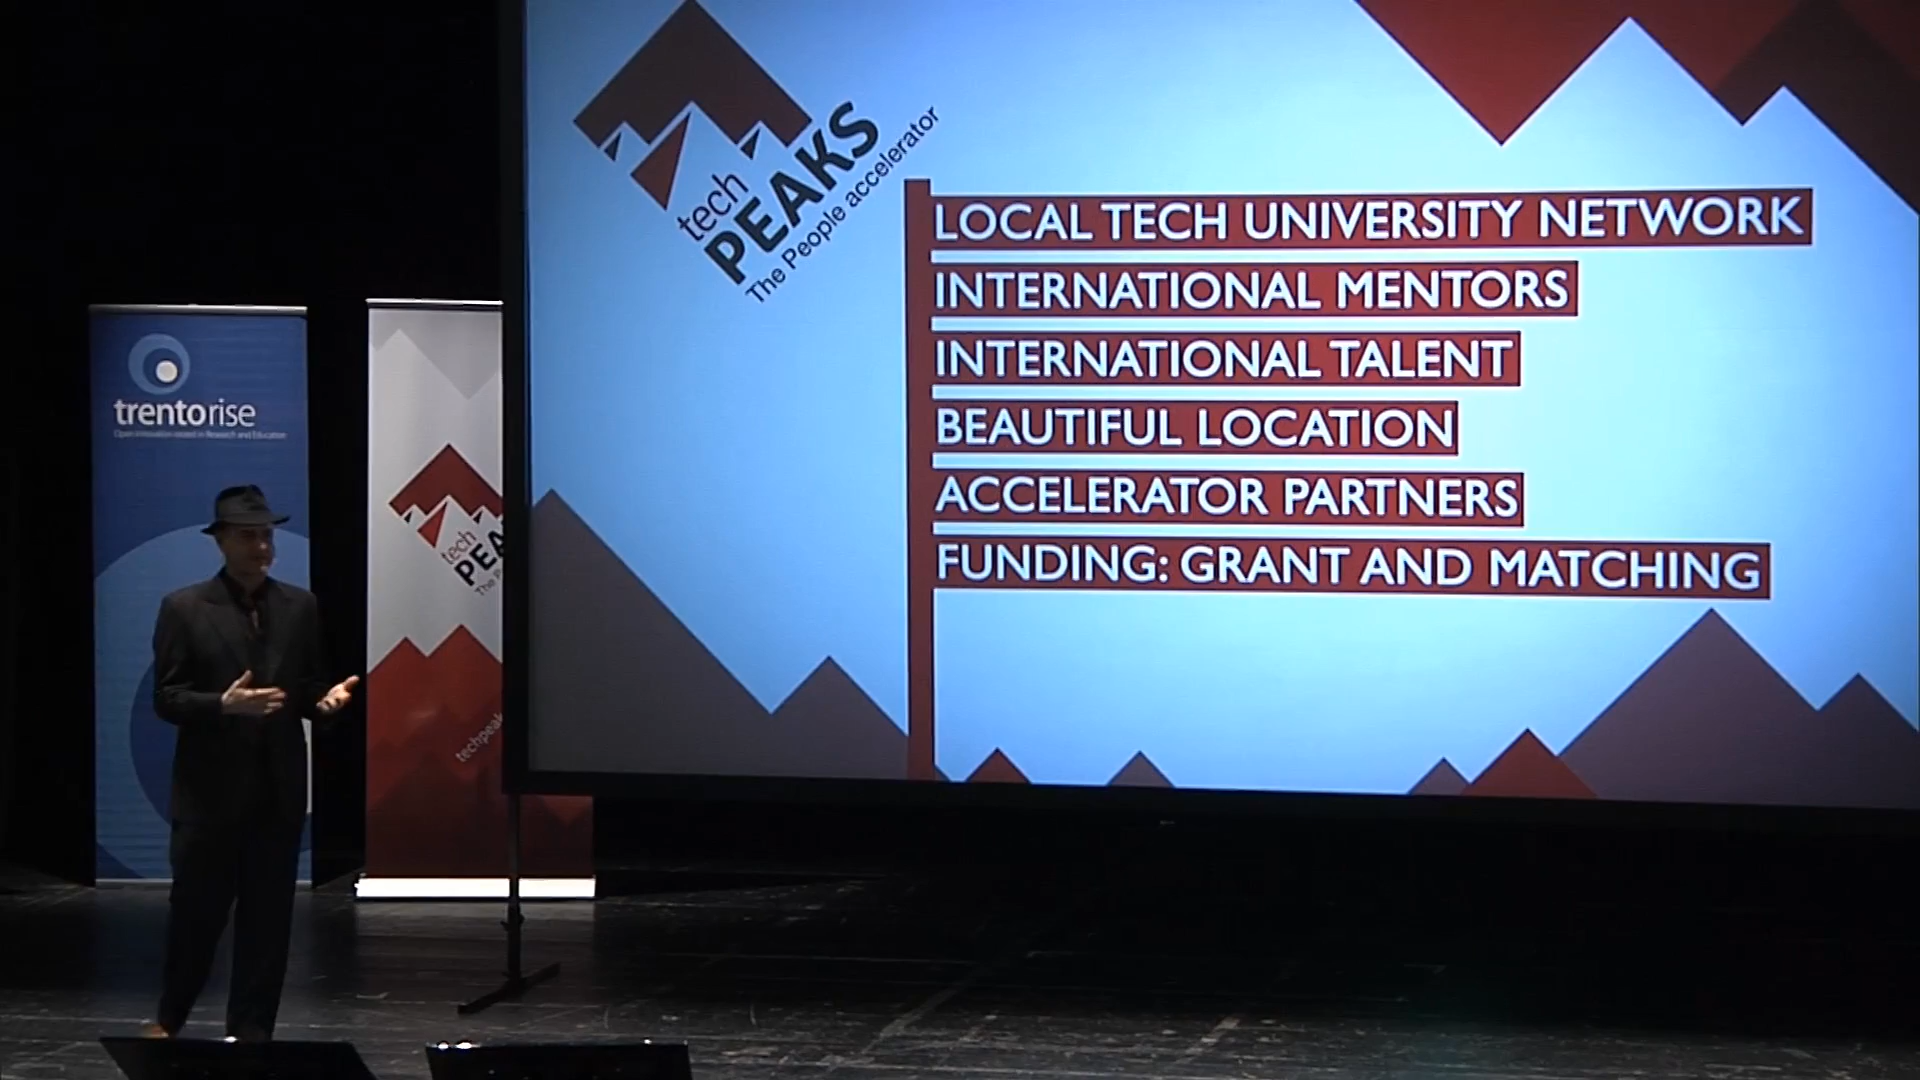 tech
PEAKS
The People accelerator
LOCAL TECH UNIVERSITY NETWORK
INTERNATIONAL MENTORS
INTERNATIONAL TALENT
BEAUTIFUL LOCATION
ACCELERATOR PARTNERS
FUNDING: GRANT AND MATCHING
trentorise
tech
PEA